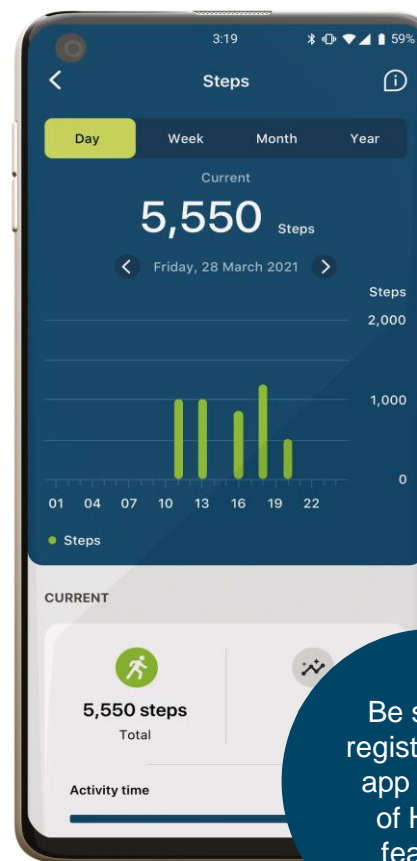 3:19 59%
Steps
Day Week Month Year
Current
5,550 Steps
Friday, 28 March 2021
Steps
2,000
1,000
0
01 04 07 10 13 16 19 22
Steps
CURRENT
5,550 steps
Total
Activity time
Be
app
of